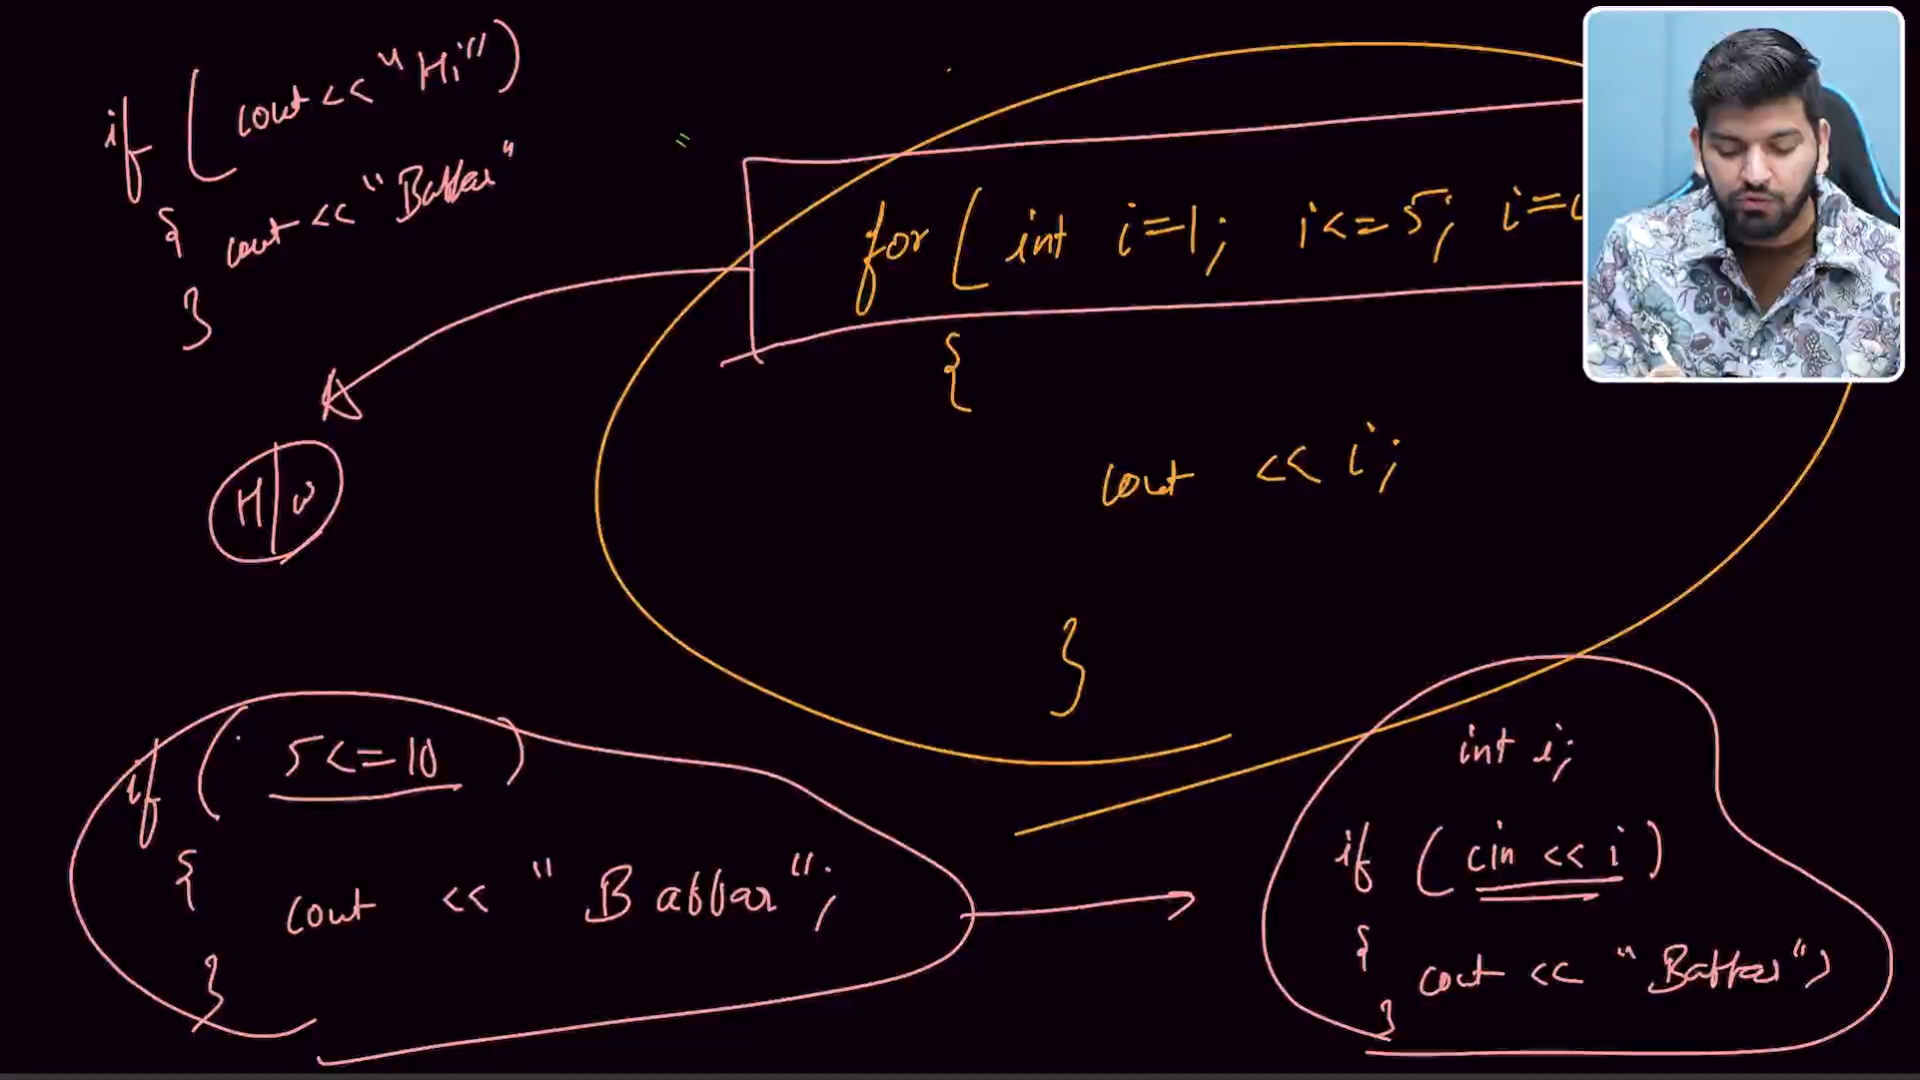 if (cout << "Hi")
{ cout << "Babbar"
}
for (int i=1; i<=5; i=
{
cout << i;
}
H/W
if (5<=10)
{
cout << "Babbar";
}
int i;
if (cin << i)
{ cout << "Babbar";
}